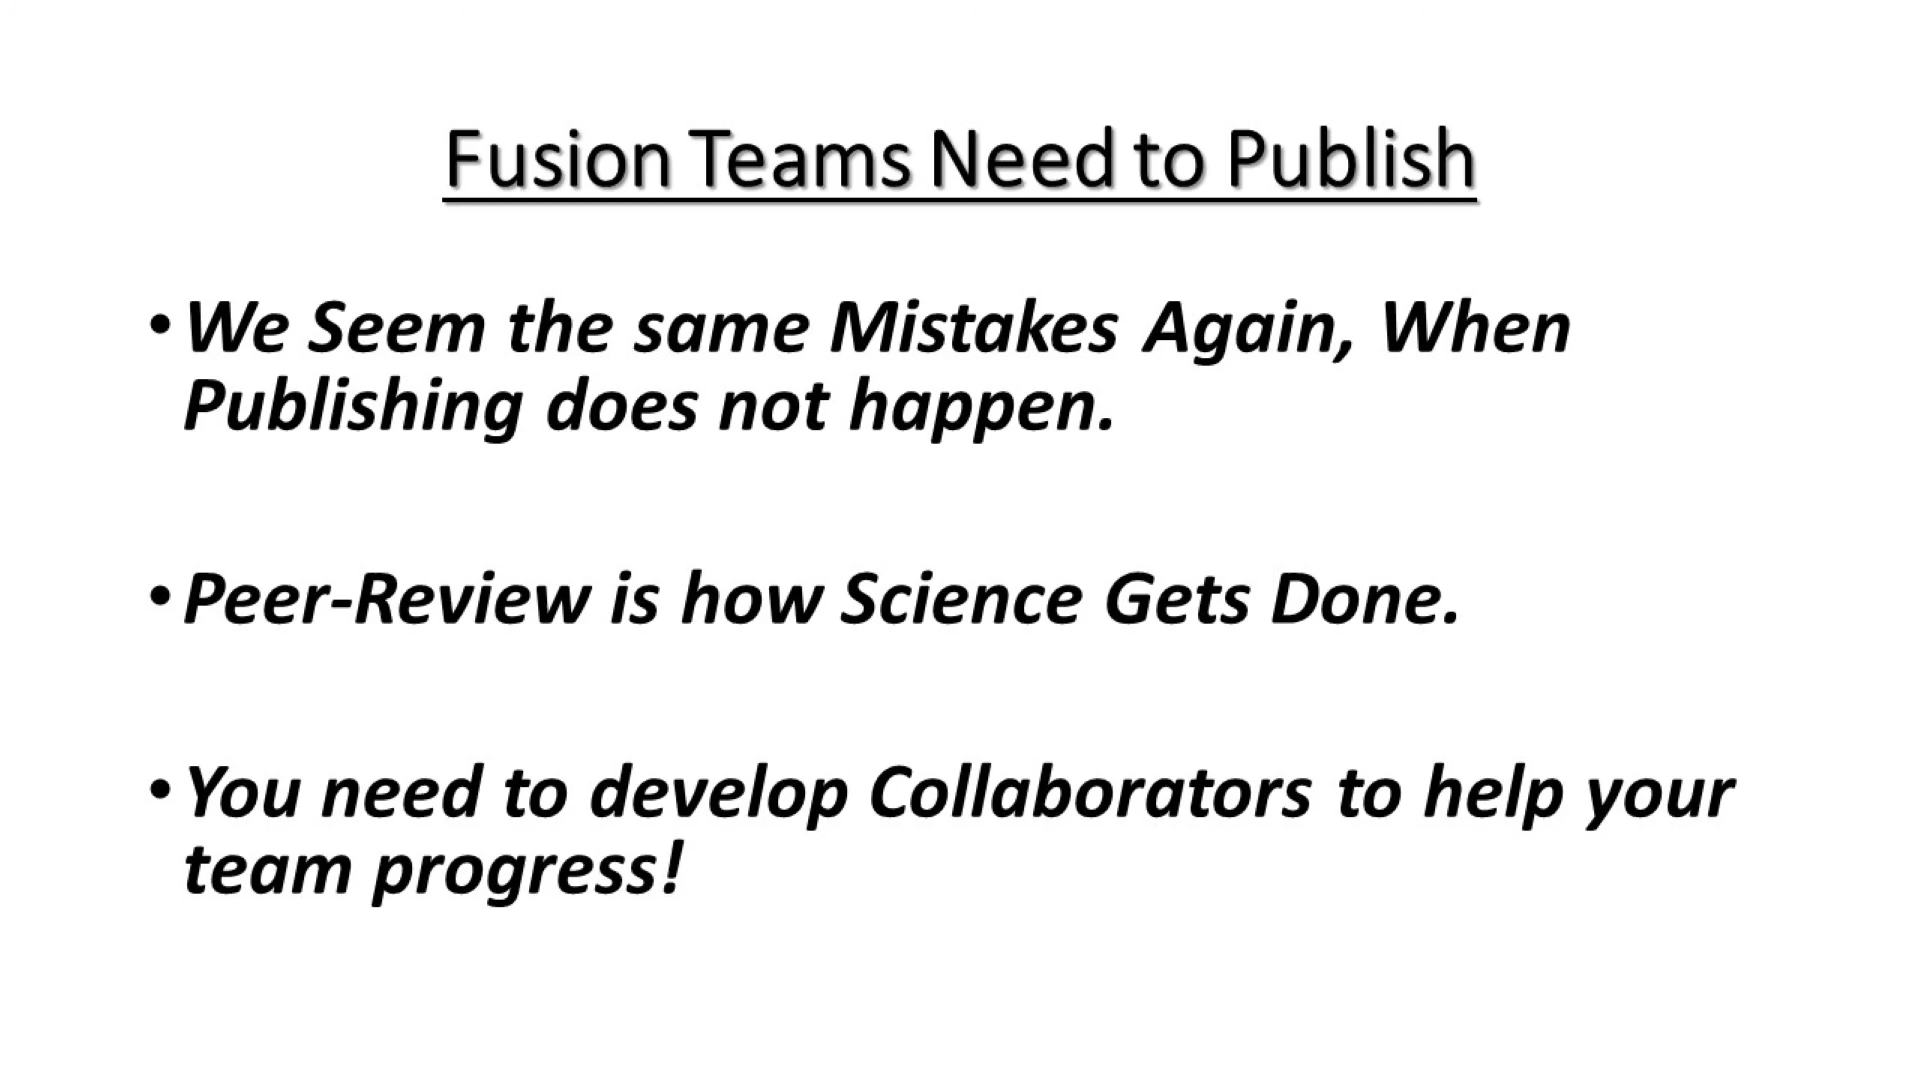 Fusion Teams Need to Publish
• We Seem the same Mistakes Again, When
Publishing does not happen.
• Peer-Review is how Science Gets Done.
• You need to develop Collaborators to help your
team progress!